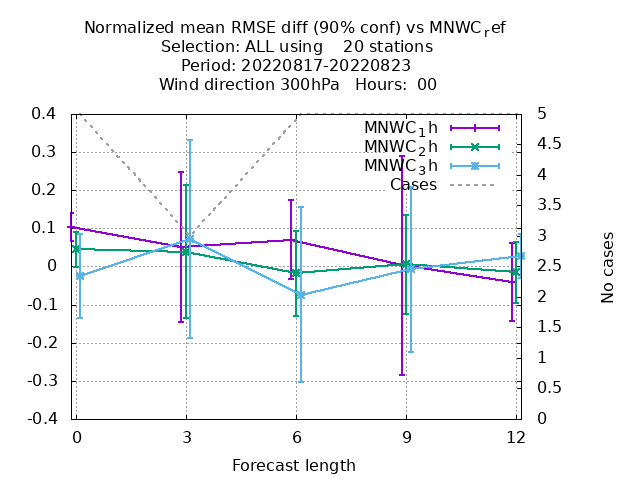 Normalized mean RMSE diff (90% conf) vs MNWC_ref
Selection: ALL using    20 stations
Period: 20220817-20220823
Wind direction 300hPa   Hours:  00
MNWC_1h
MNWC_2h
MNWC_3h
Cases
0.4
0.3
0.2
0.1
0
-0.1
-0.2
-0.3
-0.4
5
4.5
4
3.5
3
2.5
2
1.5
1
0.5
0
No cases
0 3 6 9 12
Forecast length